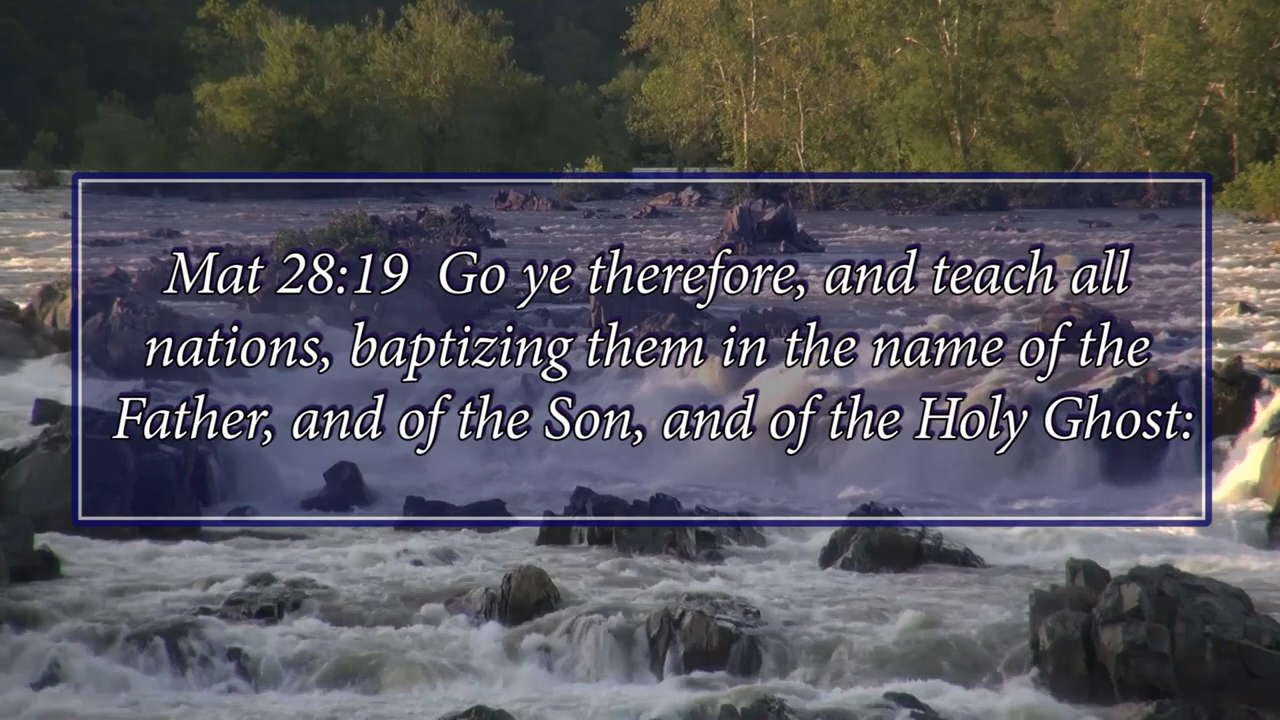 Mat 28:19  Go ye therefore, and teach all
nations, baptizing them in the name of the
Father, and of the Son, and of the Holy Ghost: